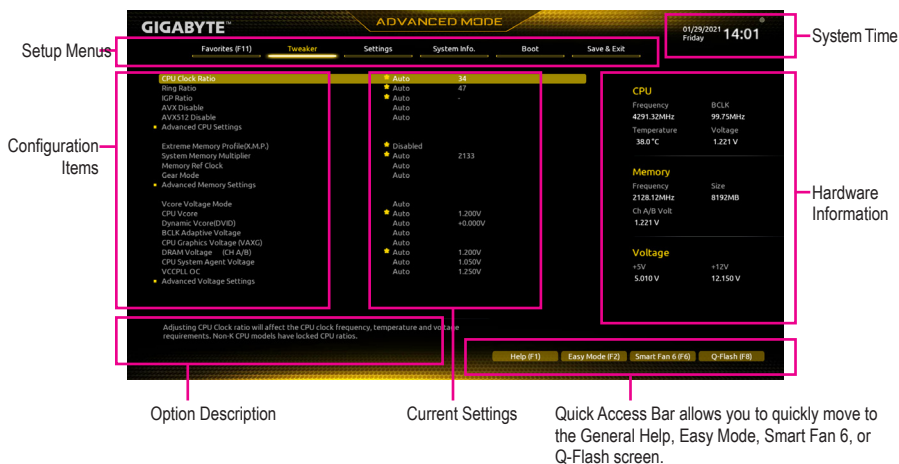 GIGABYTE™
ADVANCED MODE
01/29/2021
Friday
14:01
System Time
Setup Menus
Favorites (F11)
Tweaker
Settings
System Info.
Boot
Save & Exit
Configuration
Items
CPU Clock Ratio Auto 34
Ring Ratio Auto 47
IGP Ratio Auto -
AVX Disable Auto
AVX512 Disable Auto
Advanced CPU Settings
Extreme Memory Profile(X.M.P.) Disabled
System Memory Multiplier Auto 2133
Memory Ref Clock Auto
Gear Mode Auto
Advanced Memory Settings
Vcore Voltage Mode Auto
CPU Vcore Auto 1.200V
Dynamic Vcore(DVID) Auto +0.000V
BCLK Adaptive Voltage Auto
CPU Graphics Voltage (VAXG) Auto
DRAM Voltage (CH A/B) Auto 1.200V
CPU System Agent Voltage Auto 1.050V
VCCPLL OC Auto 1.250V
Advanced Voltage Settings
CPU
Frequency BCLK
4291.32MHz 99.75MHz
Temperature Voltage
38.0 °C 1.221 V
Memory
Frequency Size
2128.12MHz 8192MB
Ch A/B Volt
1.221 V
Voltage
+5V +12V
5.010 V 12.150 V
Hardware
Information
Adjusting CPU Clock ratio will affect the CPU clock frequency, temperature and voltage
requirements. Non-K CPU models have locked CPU ratios.
Help (F1)
Easy Mode (F2)
Smart Fan 6 (F6)
Q-Flash (F8)
Option Description
Current Settings
Quick Access Bar allows you to quickly move to
the General Help, Easy Mode, Smart Fan 6, or
Q-Flash screen.